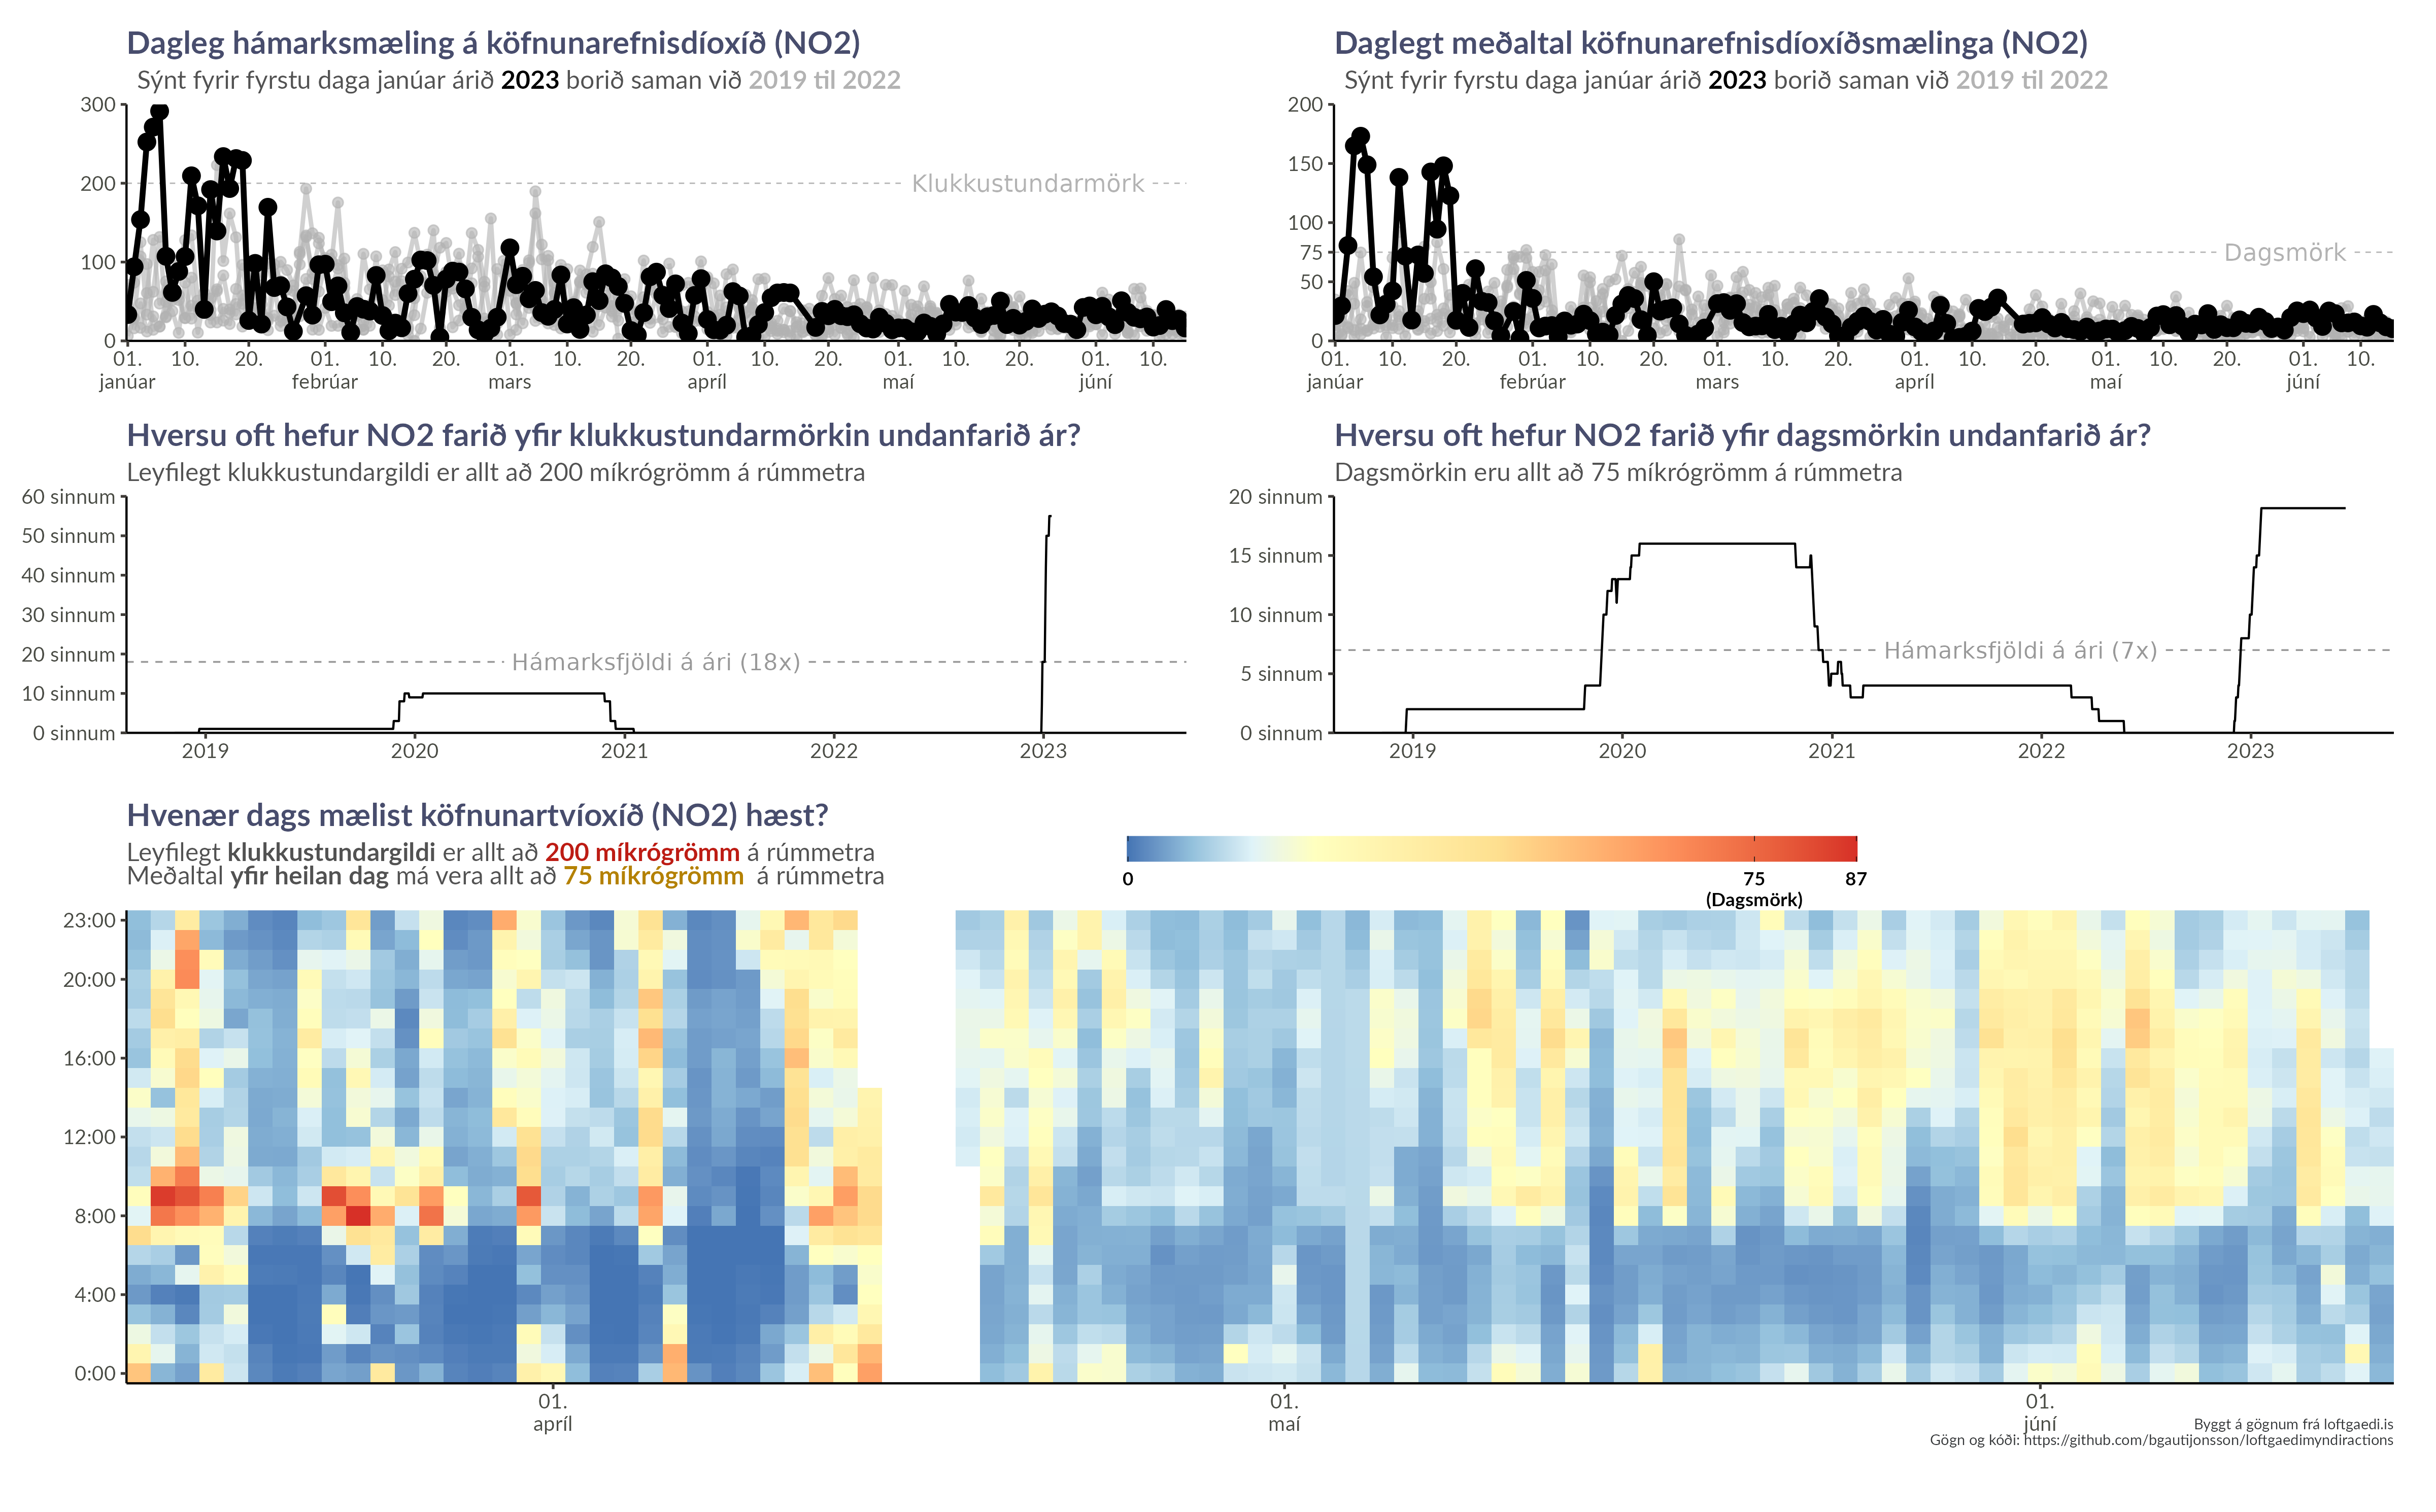 Dagleg hámarksmæling á köfnunarefnisdíoxíð (NO2)
Sýnt fyrir fyrstu daga janúar árið 2023 borið saman við 2019 til 2022
300
200
100
0
Klukkustundarmörk
01. 10. 20. 01. 10. 20. 01. 10. 20. 01. 10. 20. 01. 10. 20. 01. 10.
janúar febrúar mars apríl maí júní
Daglegt meðaltal köfnunarefnisdíoxíðsmælinga (NO2)
Sýnt fyrir fyrstu daga janúar árið 2023 borið saman við 2019 til 2022
200
150
100
75
50
0
Dagsmörk
01. 10. 20. 01. 10. 20. 01. 10. 20. 01. 10. 20. 01. 10. 20. 01. 10.
janúar febrúar mars apríl maí júní
Hversu oft hefur NO2 farið yfir klukkustundarmörkin undanfarið ár?
Leyfilegt klukkustundargildi er allt að 200 míkrógrömm á rúmmetra
60 sinnum
50 sinnum
40 sinnum
30 sinnum
20 sinnum
10 sinnum
0 sinnum
Hámarksfjöldi á ári (18x)
2019 2020 2021 2022 2023
Hversu oft hefur NO2 farið yfir dagsmörkin undanfarið ár?
Dagsmörkin eru allt að 75 míkrógrömm á rúmmetra
20 sinnum
15 sinnum
10 sinnum
5 sinnum
0 sinnum
Hámarksfjöldi á ári (7x)
2019 2020 2021 2022 2023
Hvenær dags mælist köfnunartvíoxíð (NO2) hæst?
Leyfilegt klukkustundargildi er allt að 200 míkrógrömm á rúmmetra
Meðaltal yfir heilan dag má vera allt að 75 míkrógrömm á rúmmetra
0 75 87
(Dagsmörk)
23:00
20:00
16:00
12:00
8:00
4:00
0:00
01. 01. 01.
apríl maí júní
Byggt á gögnum frá loftgaedi.is
Gögn og kóði: https://github.com/bgautijonsson/loftgaedimyndiractions